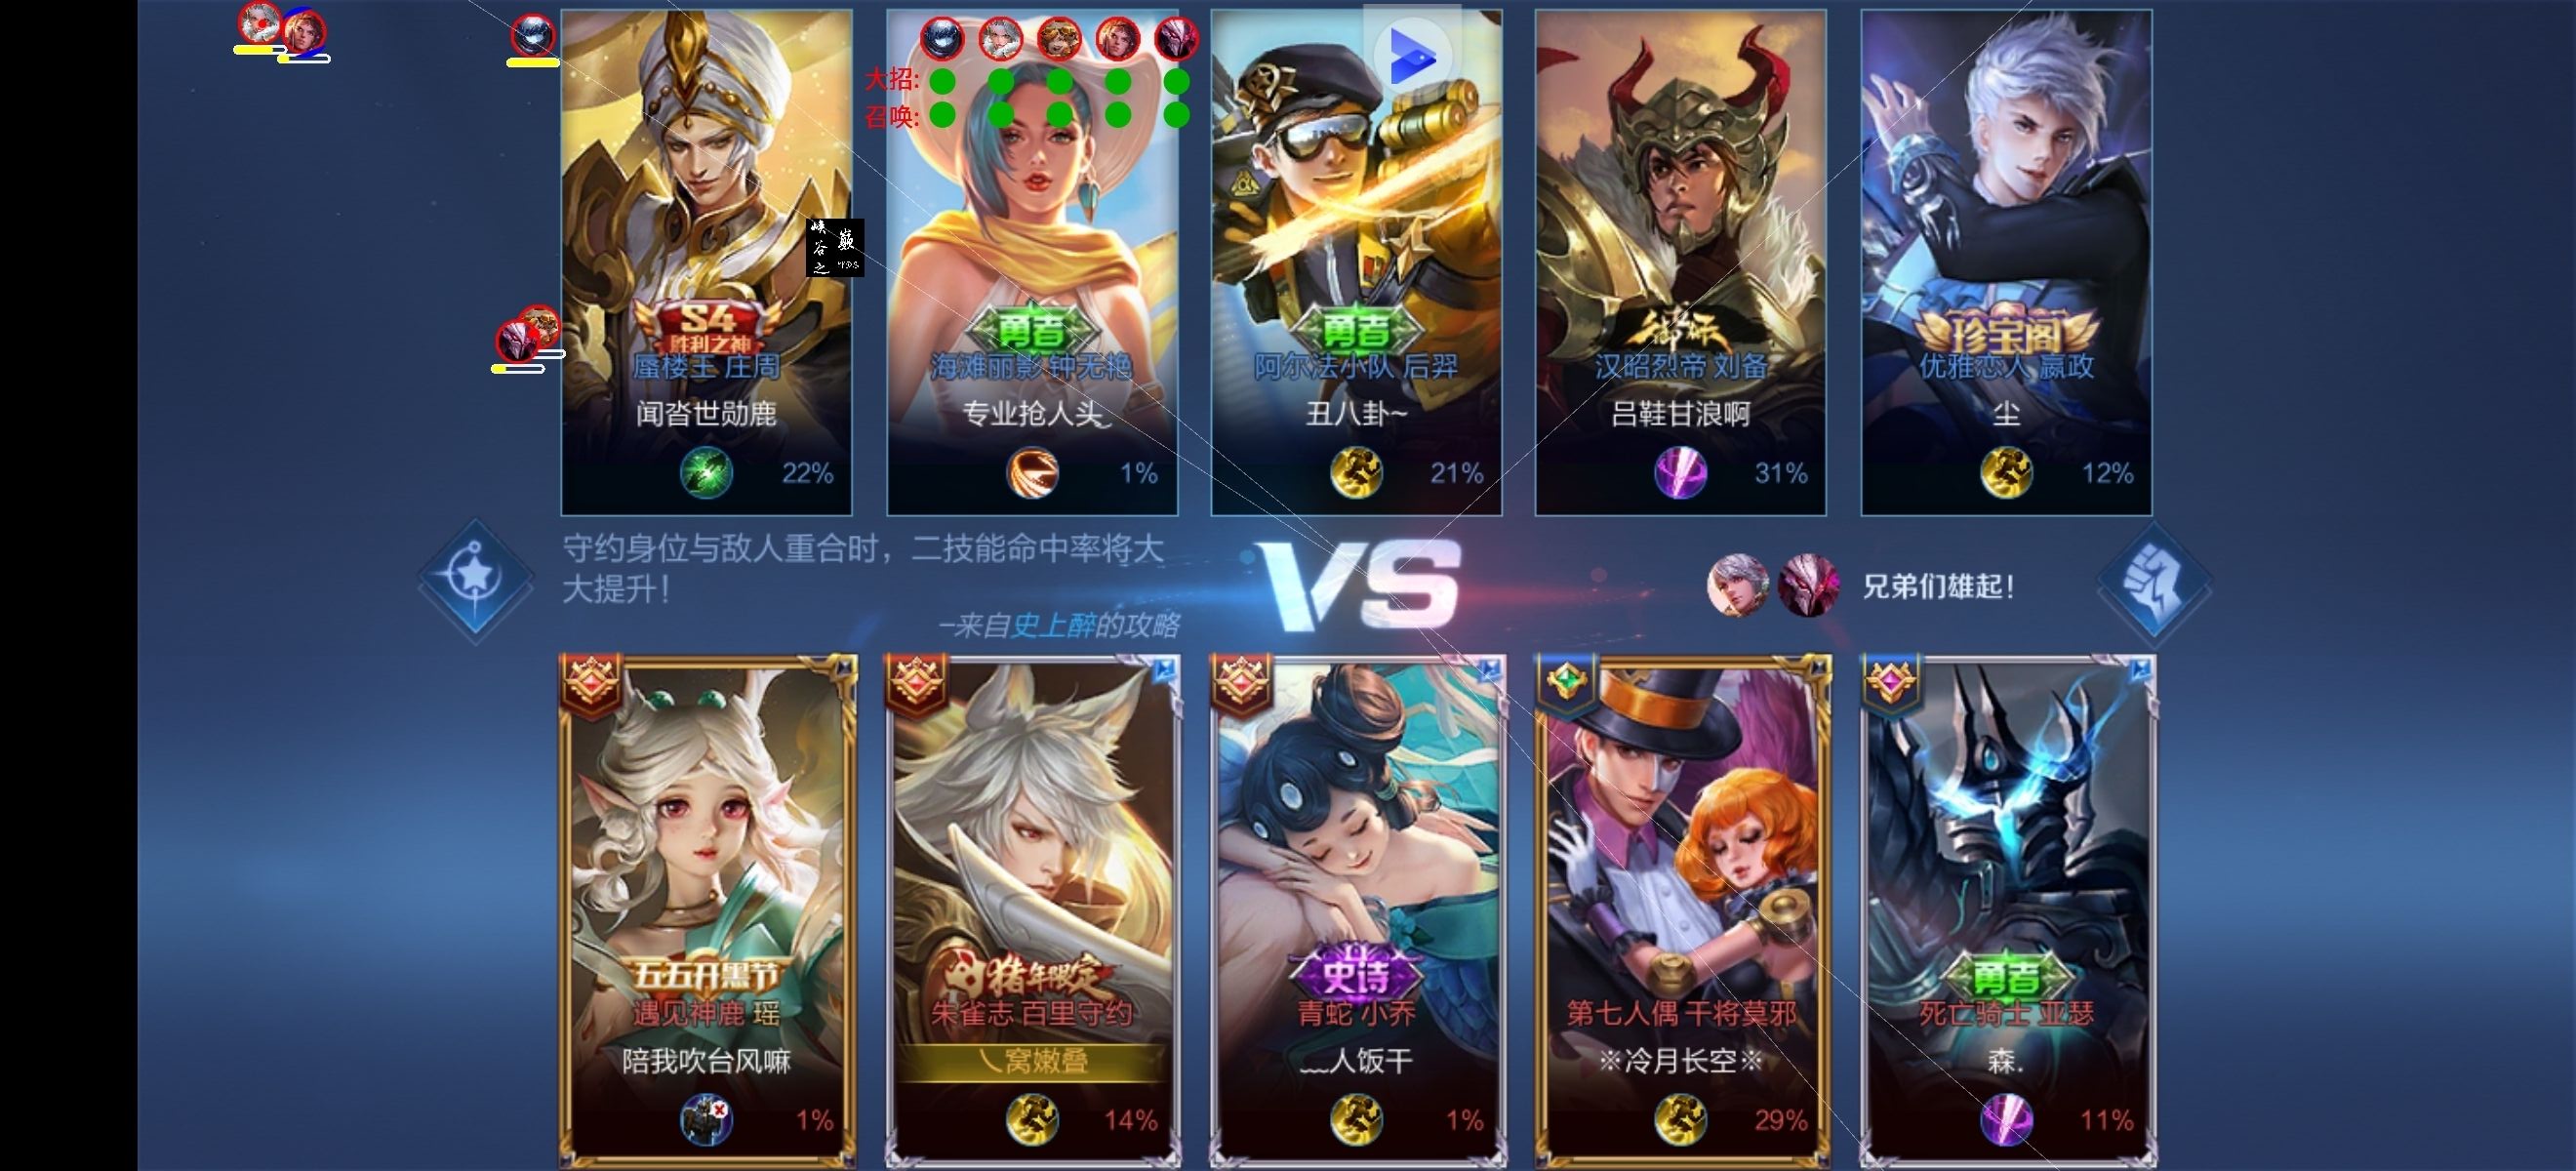 大招:
召唤:
峡谷之
巅
S4
胜利之神
蜃楼王 庄周
闻沓世勋鹿
22%
勇者
海滩丽影 钟无艳
专业抢人头
1%
勇者
阿尔法小队 后羿
丑八卦~
21%
御师
汉昭烈帝 刘备
吕鞋甘浪啊
31%
珍宝阁
优雅恋人 嬴政
尘
12%
守约身位与敌人重合时，二技能命中率将大
大提升！
–来自史上醉的攻略
VS
兄弟们雄起！
五五开黑节
遇见神鹿 瑶
陪我吹台风嘛
1%
猪年限定
朱雀志 百里守约
乀窝嫩叠
14%
史诗
青蛇 小乔
﹏人饭干
1%
第七人偶 干将莫邪
※冷月长空※
29%
勇者
死亡骑士 亚瑟
森.
11%